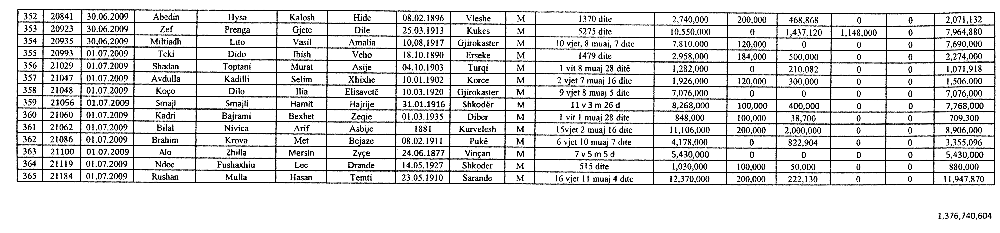 352 20841 30.06.2009 Abedin Hysa Kalosh Hide 08.02.1896 Vleshe M 1370 dite 2,740,000 200,000 468,868 0 0 2,071,132
353 20923 30.06.2009 Zef Prenga Gjete Dile 25.03.1913 Kukes M 5275 dite 10,550,000 0 1,437,120 1,148,000 0 7,964,880
354 20935 30,06,2009 Miltiadh Lito Vasil Amalia 10,08,1917 Gjirokaster M 10 vjet, 8 muaj, 7 dite 7,810,000 120,000 0 0 0 7,690,000
355 20993 01.07.2009 Teki Dido Ibish Veho 18.10.1890 Erseke M 1479 dite 2,958,000 184,000 500,000 0 0 2,274,000
356 21029 01.07.2009 Shadan Toptani Murat Asije 04.10.1903 Turqi M 1 vit 8 muaj 28 ditë 1,282,000 0 210,082 0 0 1,071,918
357 21047 01.07.2009 Avdulla Kadilli Selim Xhixhe 10.01.1902 Korce M 2 vjet 7 muaj 16 dite 1,926,000 120,000 300,000 0 0 1,506,000
358 21048 01.07.2009 Koço Dilo Ilia Elisavetë 10.03.1920 Gjirokaster M 9 vjet 8 muaj 5 dite 7,076,000 0 0 0 0 7,076,000
359 21056 01.07.2009 Smajl Smajli Hamit Hajrije 31.01.1916 Shkodër M 11 v 3 m 26 d 8,268,000 100,000 400,000 0 0 7,768,000
360 21060 01.07.2009 Kadri Bajrami Bexhet Zeqie 01.03.1935 Diber M 1 vit 1 muaj 28 dite 848,000 100,000 38,700 0 0 709,300
361 21062 01.07.2009 Bilal Nivica Arif Asbije 1881 Kurvelesh M 15vjet 2 muaj 16 dite 11,106,000 200,000 2,000,000 0 0 8,906,000
362 21086 01.07.2009 Brahim Krova Met Bejaze 08.02.1911 Pukë M 6 vjet 10 muaj 7 dite 4,178,000 0 822,904 0 0 3,355,096
363 21100 01.07.2009 Alo Zhilla Mersin Zyçe 24.06.1877 Vinçan M 7 v 5 m 5 d 5,430,000 0 0 0 0 5,430,000
364 21119 01.07.2009 Ndoc Fushaxhiu Lec Drande 14.05.1927 Shkoder M 515 dite 1,030,000 100,000 50,000 0 0 880,000
365 21184 01.07.2009 Rushan Mulla Hasan Temti 23.05.1910 Sarande M 16 vjet 11 muaj 4 dite 12,370,000 200,000 222,130 0 0 11,947,870
1,376,740,604